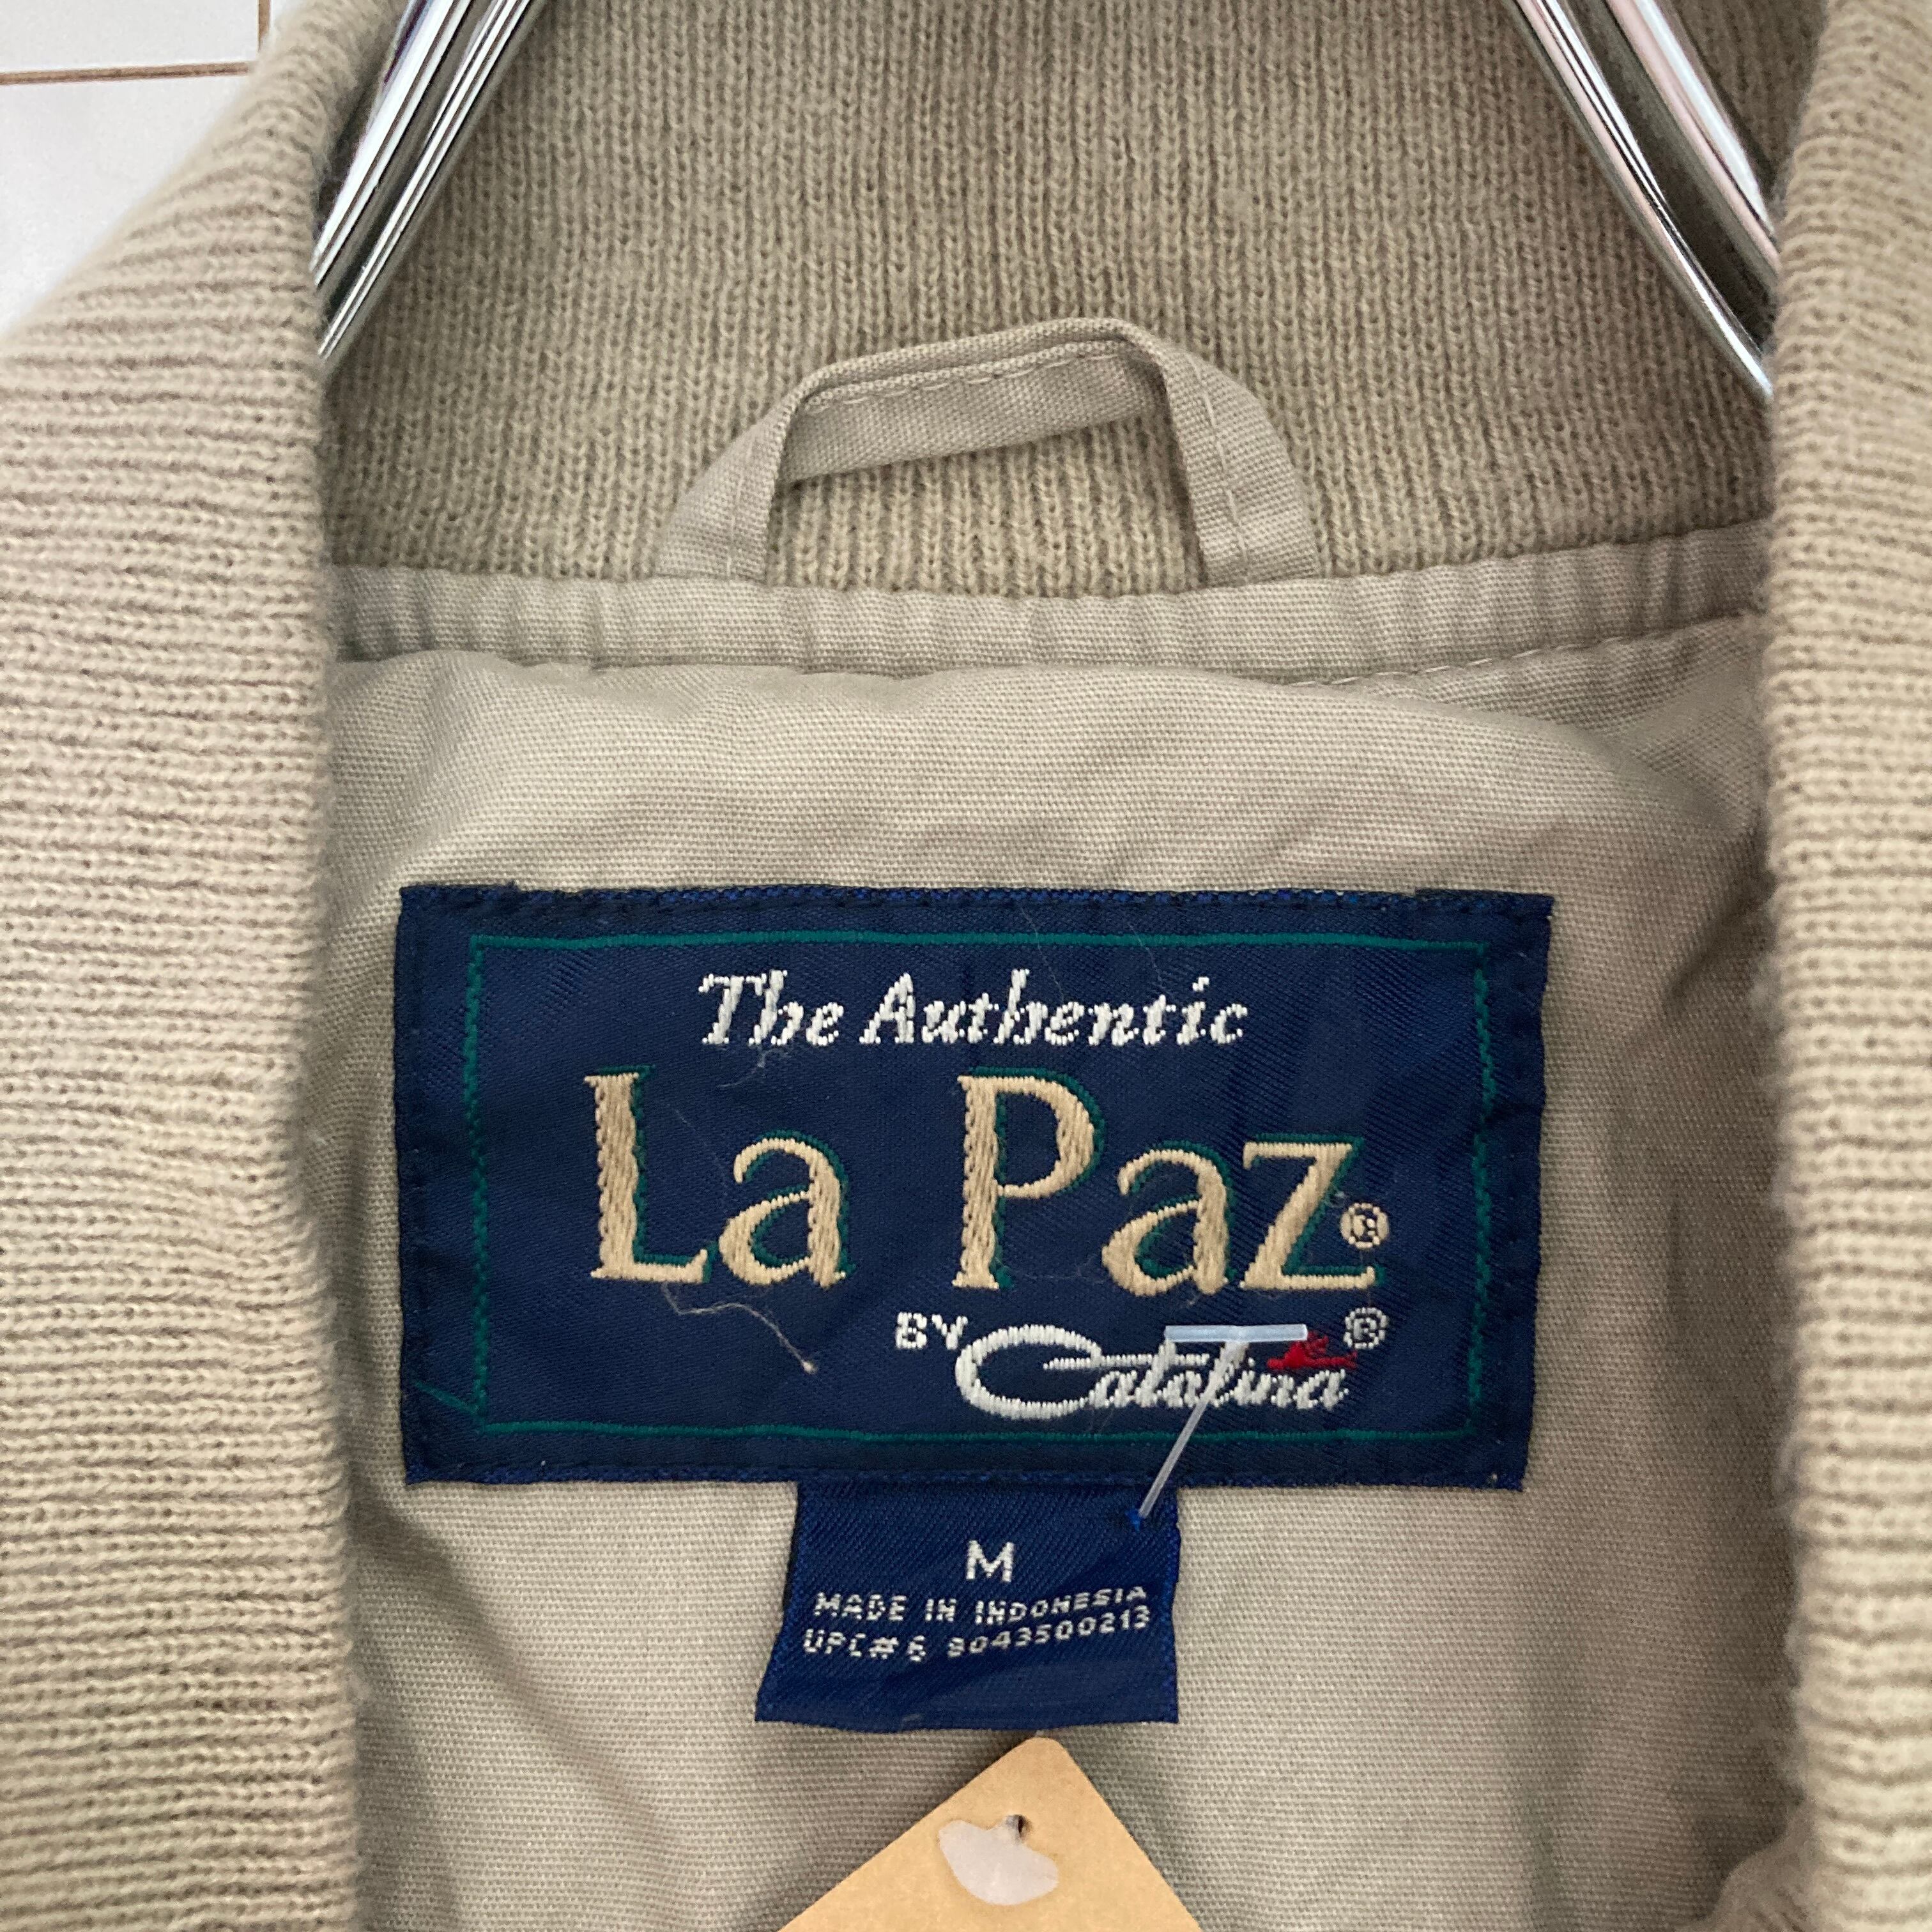 The Authentic
La Paz®
BY Catalina®
M
MADE IN INDONESIA
UPC# 6 8043500213